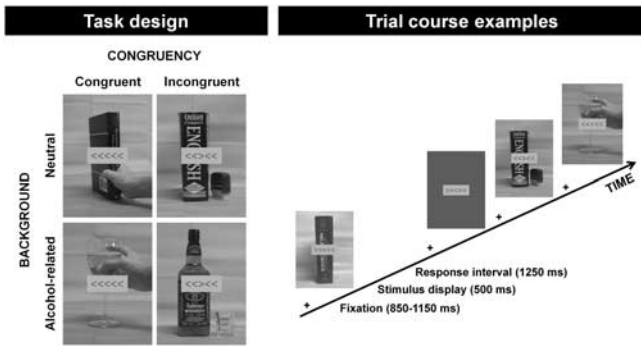 Task design
Trial course examples
CONGRUENCY
Congruent Incongruent
BACKGROUND
Neutral
Alcohol-related
<<<<<
<<><<
<<<<<
<<><<
ENGLISH
+
Fixation (850-1150 ms)
Stimulus display (500 ms)
Response interval (1250 ms)
+
+
+
TIME